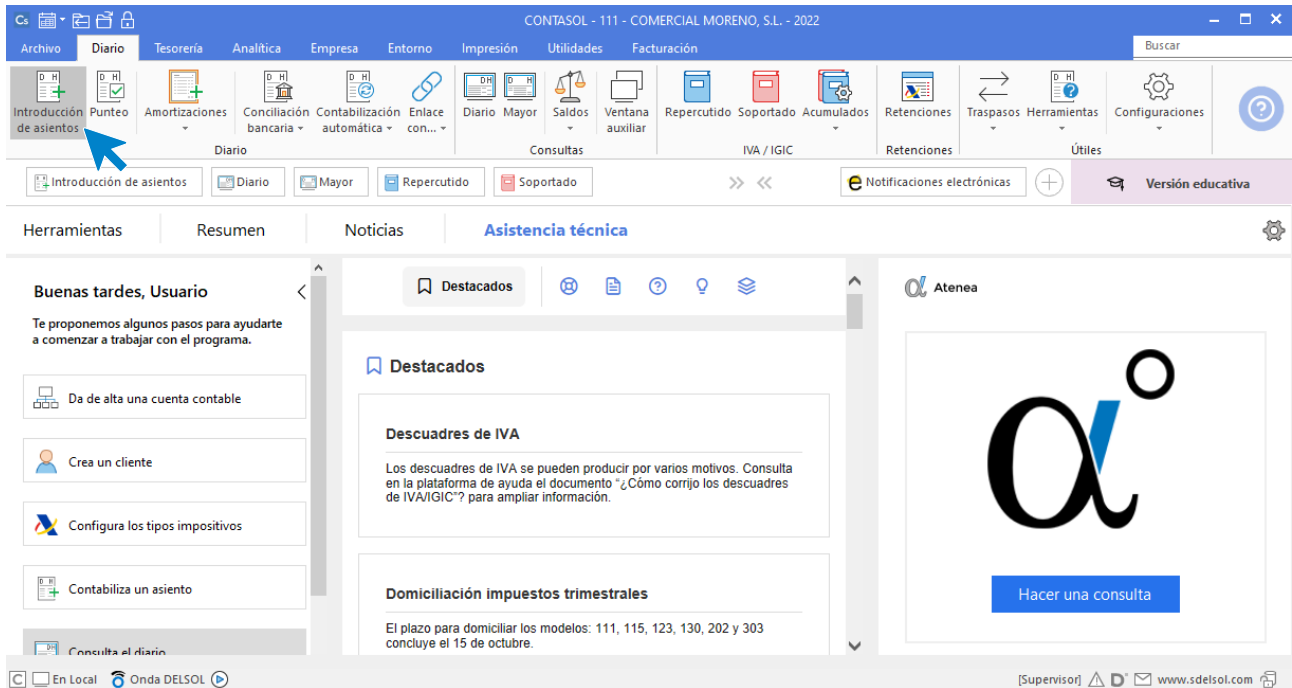 Cs
CONTASOL - 111 - COMERCIAL MORENO, S.L. - 2022
Archivo Diario Tesorería Analítica Empresa Entorno Impresión Utilidades Facturación Buscar
Introducción de asientos
Punteo
Amortizaciones
Conciliación bancaria
Contabilización automática
Enlace con...
Diario
Mayor
Saldos
Ventana auxiliar
Repercutido
Soportado
Acumulados
Retenciones
Traspasos
Herramientas
Configuraciones
Diario Consultas IVA / IGIC Retenciones Útiles
Introducción de asientos Diario Mayor Repercutido Soportado Notificaciones electrónicas Versión educativa
Herramientas Resumen Noticias Asistencia técnica
Buenas tardes, Usuario
Te proponemos algunos pasos para ayudarte
a comenzar a trabajar con el programa.
Da de alta una cuenta contable
Crea un cliente
Configura los tipos impositivos
Contabiliza un asiento
Consulta el diario
Destacados
Destacados
Descuadres de IVA
Los descuadres de IVA se pueden producir por varios motivos. Consulta
en la plataforma de ayuda el documento “¿Cómo corrijo los descuadres
de IVA/IGIC”? para ampliar información.
Domiciliación impuestos trimestrales
El plazo para domiciliar los modelos: 111, 115, 123, 130, 202 y 303
concluye el 15 de octubre.
Atenea
Hacer una consulta
C En Local Onda DELSOL [Supervisor] D° www.sdelsol.com